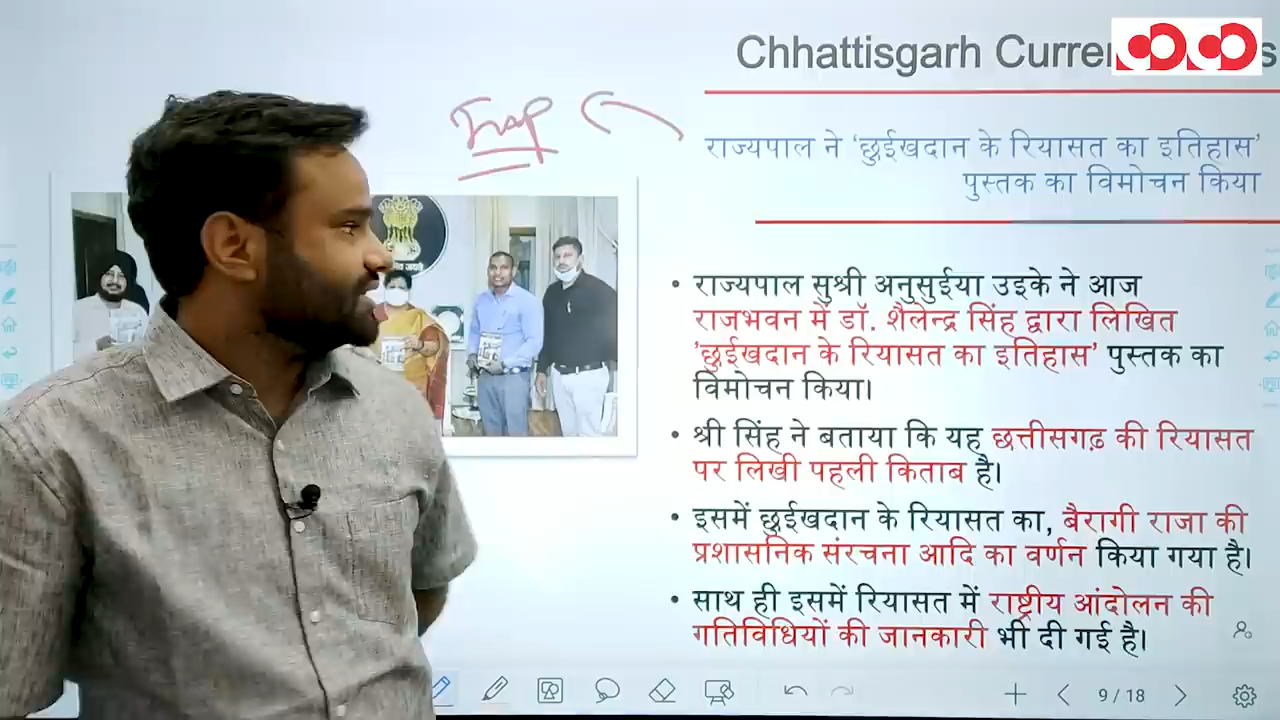 Chhattisgarh Curre
राज्यपाल ने 'छुईखदान के रियासत का इतिहास'
पुस्तक का विमोचन किया
• राज्यपाल सुश्री अनुसुईया उइके ने आज
राजभवन में डॉ. शैलेन्द्र सिंह द्वारा लिखित
'छुईखदान के रियासत का इतिहास' पुस्तक का
विमोचन किया।
• श्री सिंह ने बताया कि यह छत्तीसगढ़ की रियासत
पर लिखी पहली किताब है।
• इसमें छुईखदान के रियासत का, बैरागी राजा की
प्रशासनिक संरचना आदि का वर्णन किया गया है।
• साथ ही इसमें रियासत में राष्ट्रीय आंदोलन की
गतिविधियों की जानकारी भी दी गई है।
9 / 18